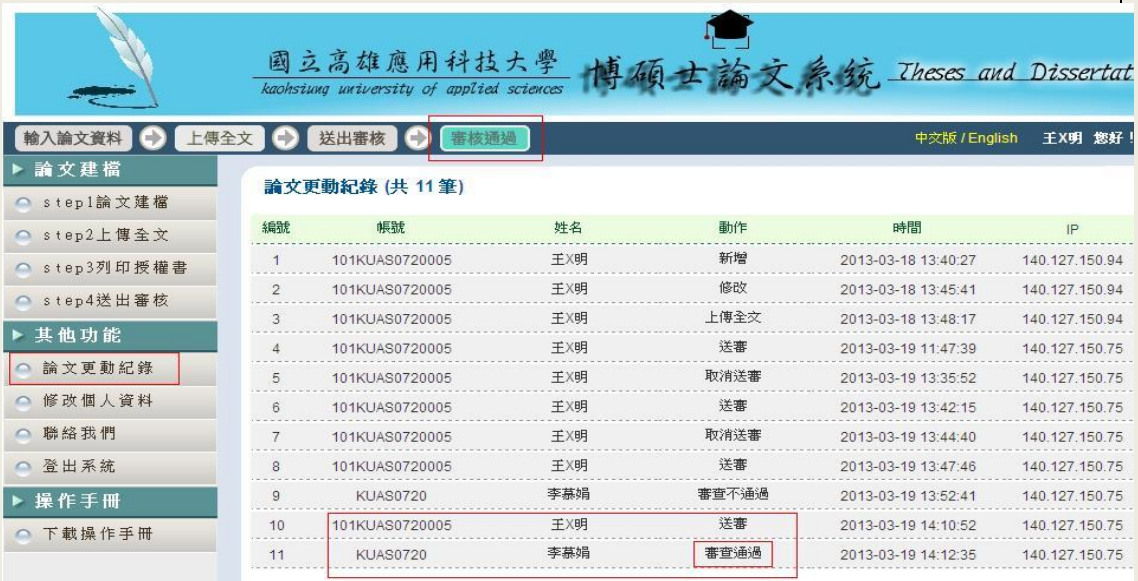 國立高雄應用科技大學
kaohsiung university of applied sciences
博碩士論文系統 Theses and Dissertat
輸入論文資料 上傳全文 送出審核 審核通過
中文版 / English 王X明 您好!
論文建檔
step1論文建檔
step2上傳全文
step3列印授權書
step4送出審核
其他功能
論文更動紀錄
修改個人資料
聯絡我們
登出系統
操作手冊
下載操作手冊
論文更動紀錄 (共 11 筆)
編號 帳號 姓名 動作 時間 IP
1 101KUAS0720005 王X明 新增 2013-03-18 13:40:27 140.127.150.94
2 101KUAS0720005 王X明 修改 2013-03-18 13:45:41 140.127.150.94
3 101KUAS0720005 王X明 上傳全文 2013-03-18 13:48:17 140.127.150.94
4 101KUAS0720005 王X明 送審 2013-03-19 11:47:39 140.127.150.75
5 101KUAS0720005 王X明 取消送審 2013-03-19 13:35:52 140.127.150.75
6 101KUAS0720005 王X明 送審 2013-03-19 13:42:15 140.127.150.75
7 101KUAS0720005 王X明 取消送審 2013-03-19 13:44:40 140.127.150.75
8 101KUAS0720005 王X明 送審 2013-03-19 13:47:46 140.127.150.75
9 KUAS0720 李慕娟 審查不通過 2013-03-19 13:52:41 140.127.150.75
10 101KUAS0720005 王X明 送審 2013-03-19 14:10:52 140.127.150.75
11 KUAS0720 李慕娟 審查通過 2013-03-19 14:12:35 140.127.150.75